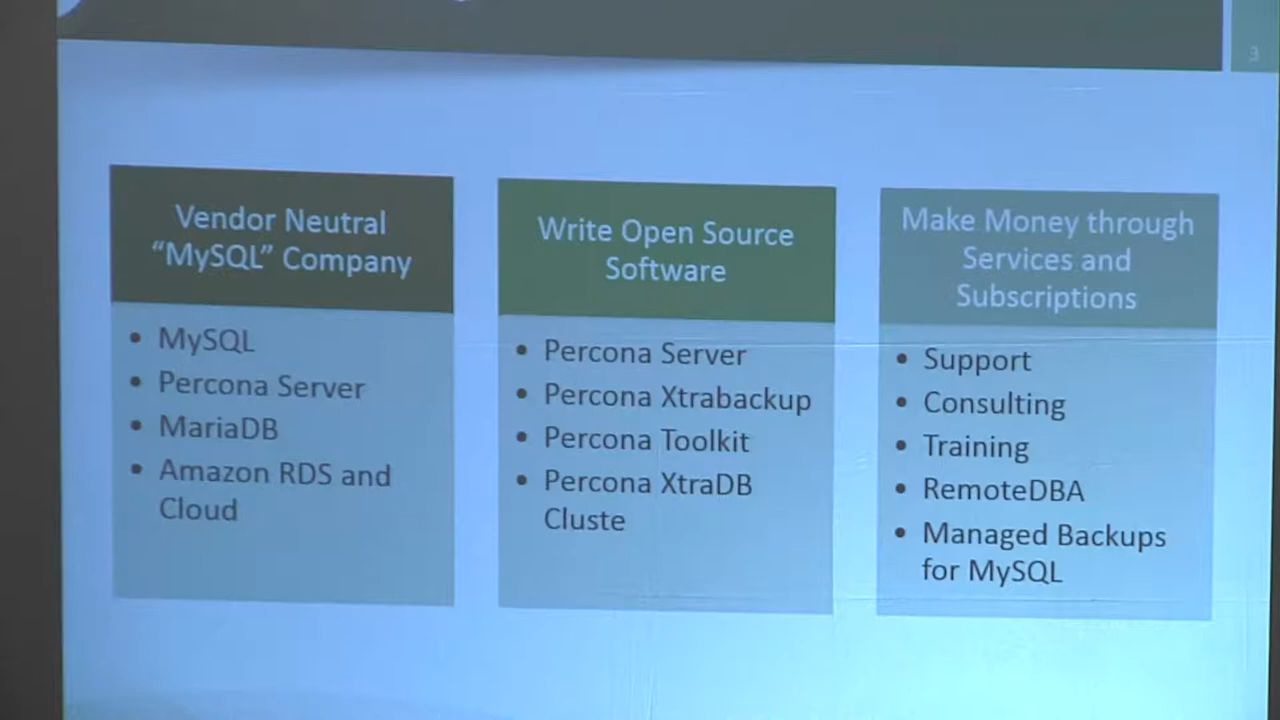 3
Vendor Neutral
“MySQL” Company
• MySQL
• Percona Server
• MariaDB
• Amazon RDS and
Cloud
Write Open Source
Software
• Percona Server
• Percona Xtrabackup
• Percona Toolkit
• Percona XtraDB
Cluste
Make Money through
Services and
Subscriptions
• Support
• Consulting
• Training
• RemoteDBA
• Managed Backups
for MySQL